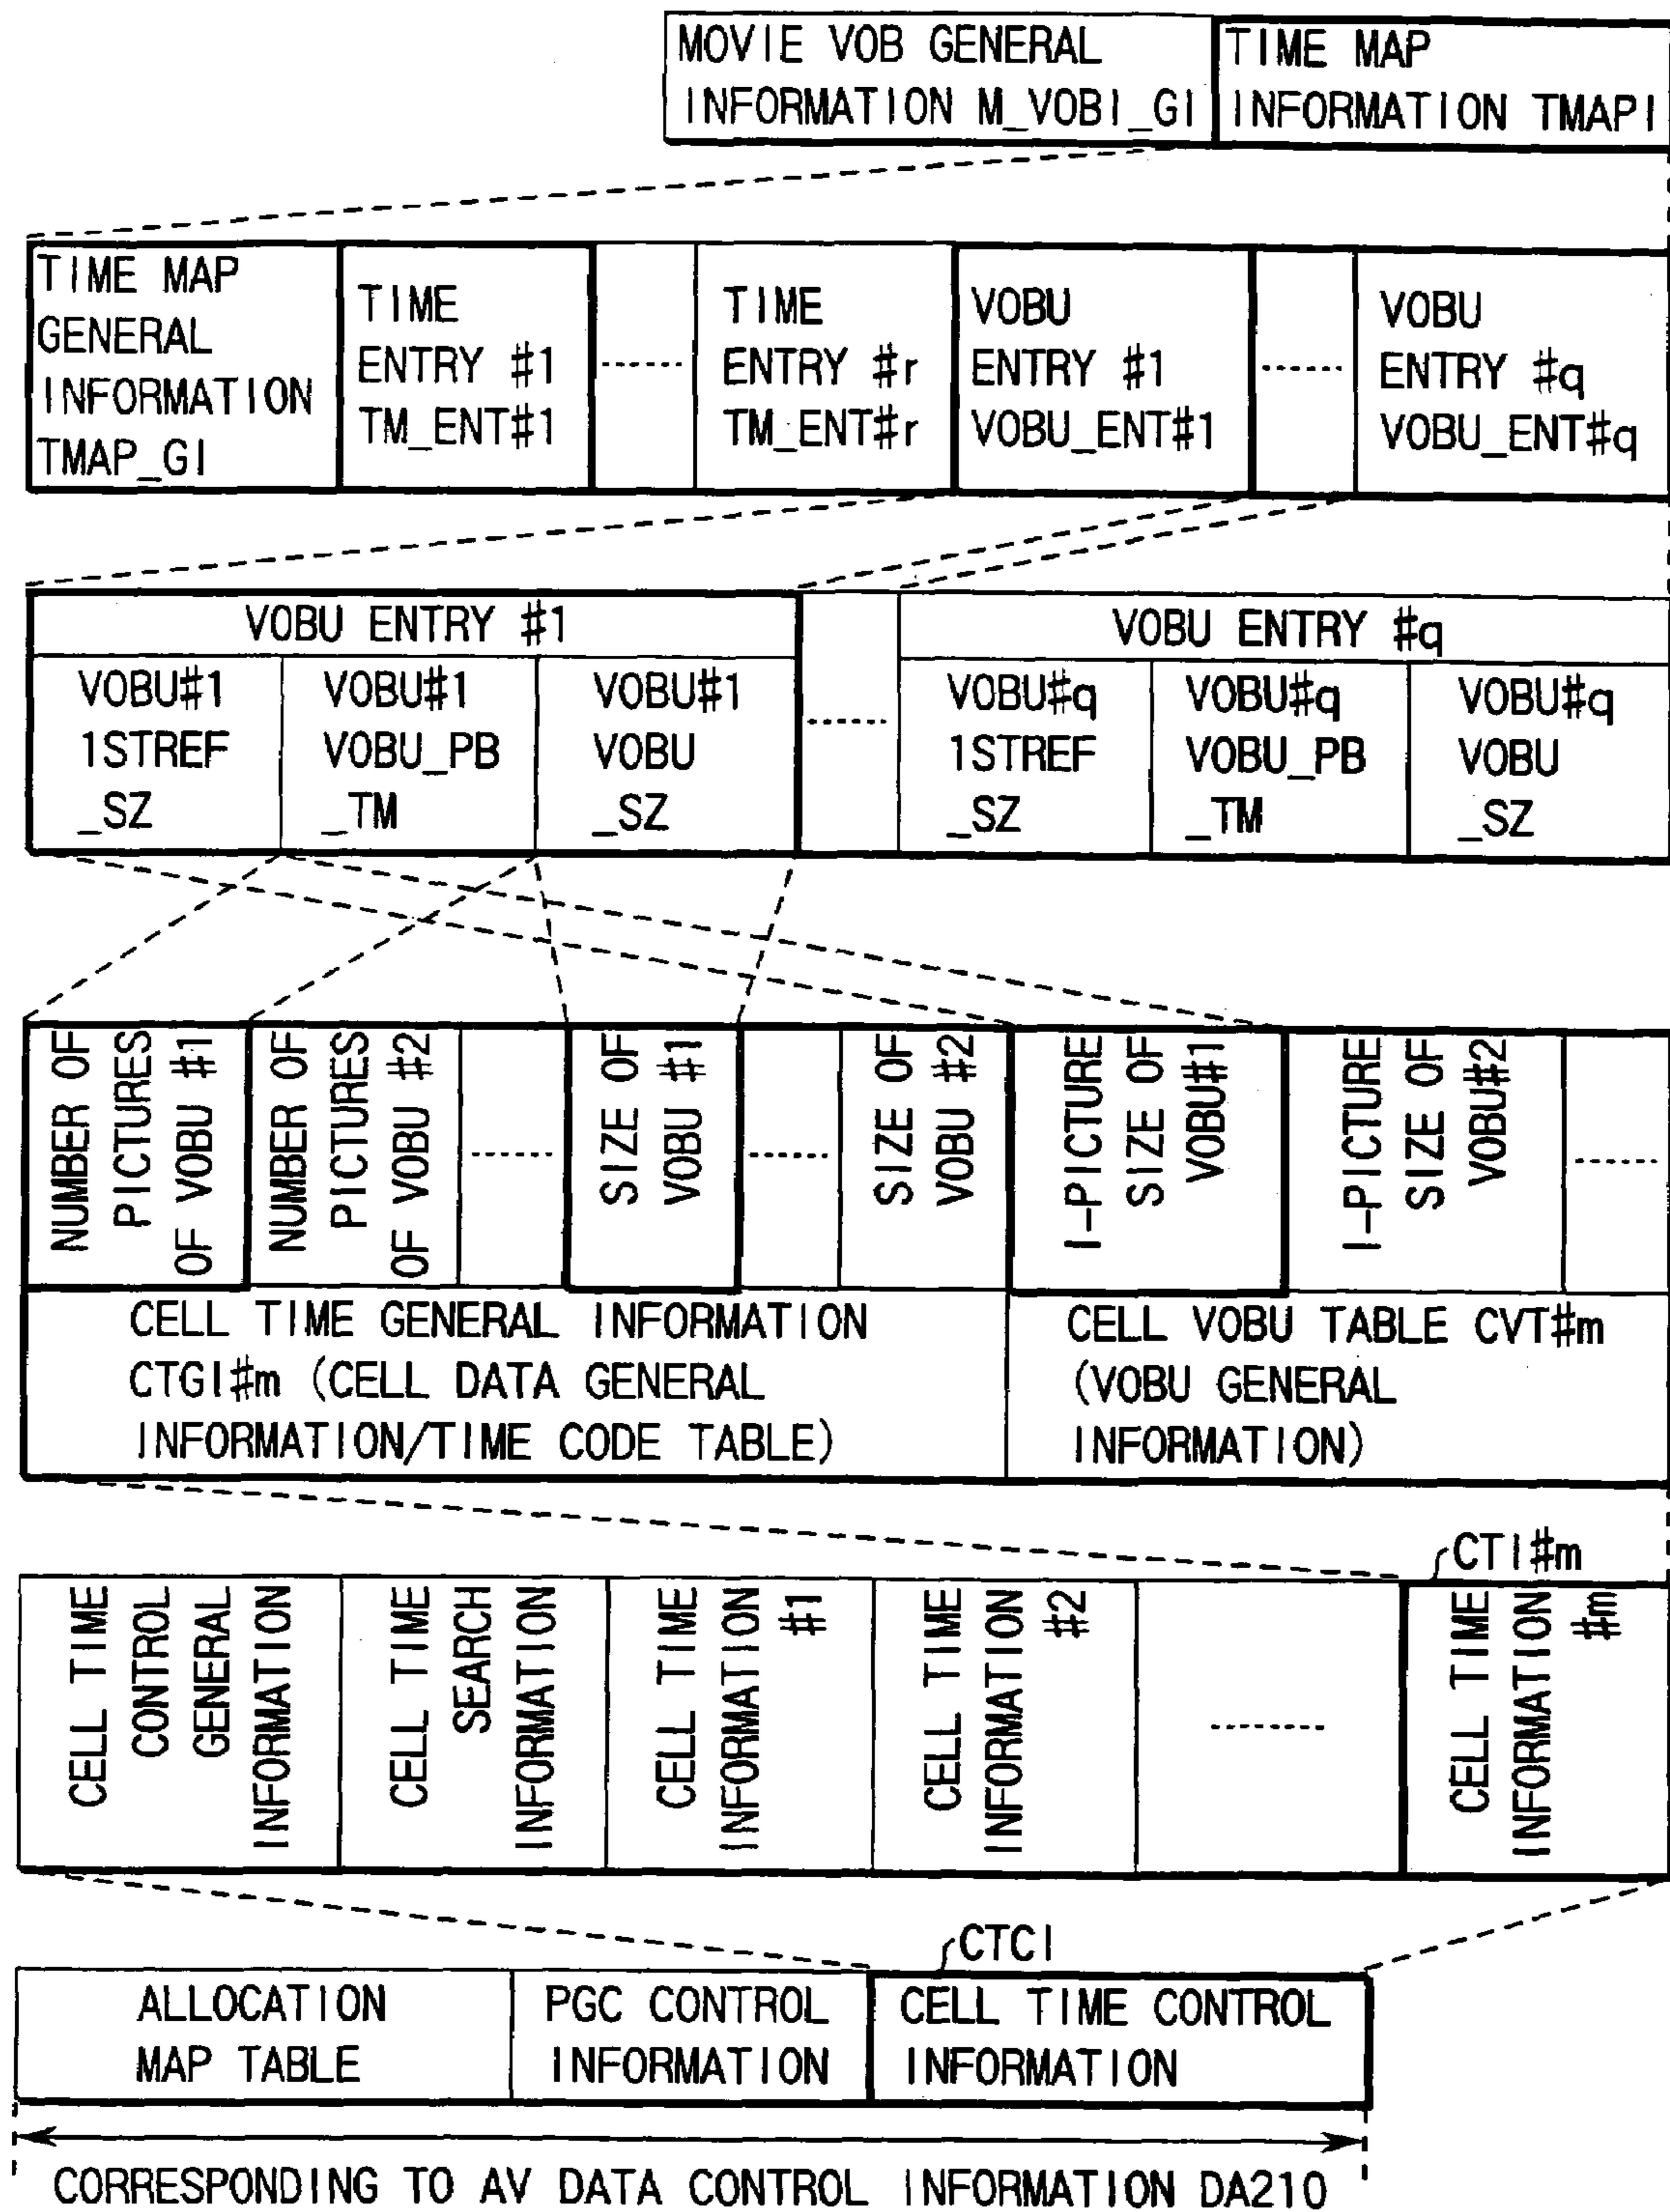 MOVIE VOB GENERAL
INFORMATION M_VOBI_GI
TIME MAP
INFORMATION TMAPI
TIME MAP
GENERAL
INFORMATION
TMAP_GI
TIME
ENTRY #1
TM_ENT#1
........
TIME
ENTRY #r
TM_ENT#r
VOBU
ENTRY #1
VOBU_ENT#1
........
VOBU
ENTRY #q
VOBU_ENT#q
VOBU ENTRY #1
VOBU#1
1STREF
_SZ
VOBU#1
VOBU_PB
_TM
VOBU#1
VOBU
_SZ
........
VOBU ENTRY #q
VOBU#q
1STREF
_SZ
VOBU#q
VOBU_PB
_TM
VOBU#q
VOBU
_SZ
NUMBER OF
PICTURES
OF VOBU #1
NUMBER OF
PICTURES
OF VOBU #2
........
SIZE OF
VOBU #1
........
SIZE OF
VOBU #2
I-PICTURE
SIZE OF
VOBU#1
I-PICTURE
SIZE OF
VOBU#2
........
CELL TIME GENERAL INFORMATION
CTGI#m (CELL DATA GENERAL
INFORMATION/TIME CODE TABLE)
CELL VOBU TABLE CVT#m
(VOBU GENERAL
INFORMATION)
CTI#m
CELL TIME
CONTROL
GENERAL
INFORMATION
CELL TIME
SEARCH
INFORMATION
CELL TIME
INFORMATION
#1
CELL TIME
INFORMATION
#2
........
CELL TIME
INFORMATION
#m
CTCI
ALLOCATION
MAP TABLE
PGC CONTROL
INFORMATION
CELL TIME CONTROL
INFORMATION
CORRESPONDING TO AV DATA CONTROL INFORMATION DA210